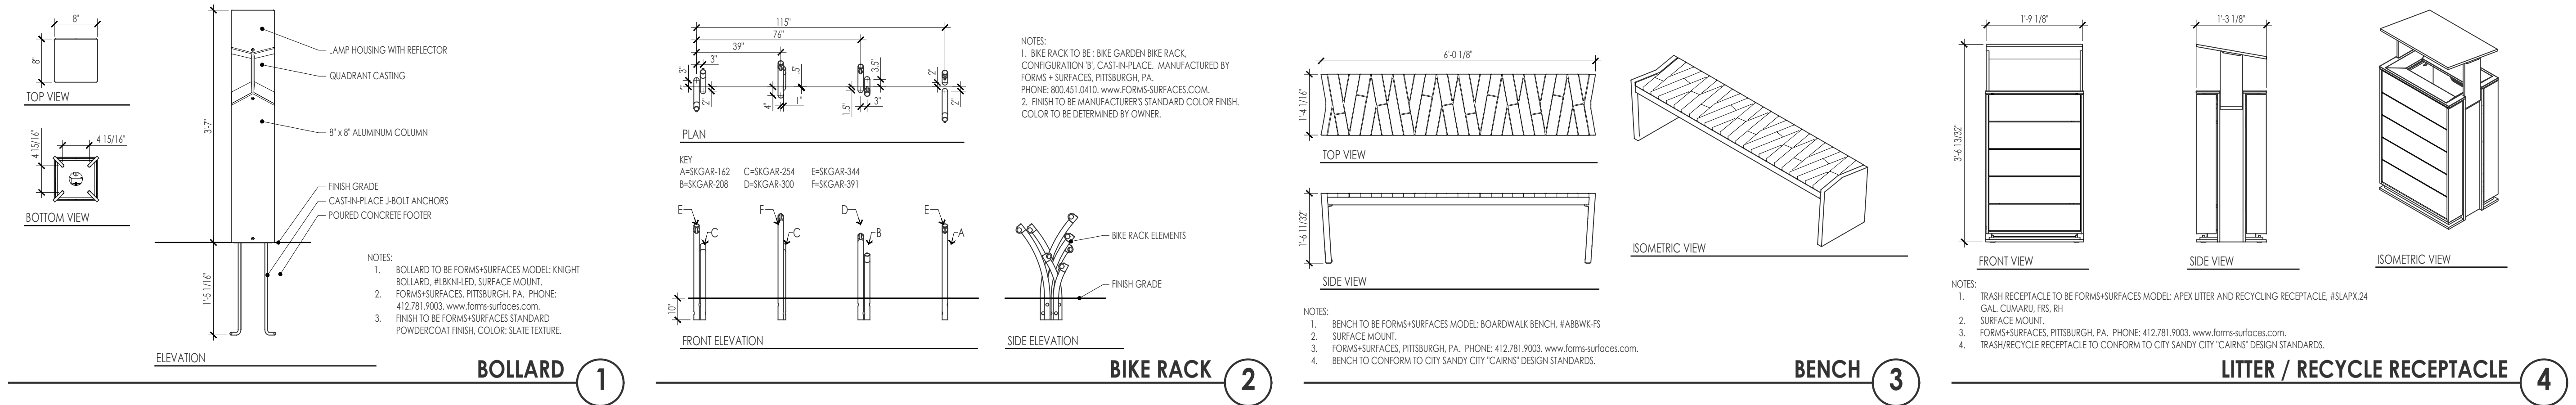 8"
8"
TOP VIEW
4 15/16"
4 15/16"
BOTTOM VIEW
3'-7"
1'-5 1/16"
LAMP HOUSING WITH REFLECTOR
QUADRANT CASTING
8" x 8" ALUMINUM COLUMN
FINISH GRADE
CAST-IN-PLACE J-BOLT ANCHORS
POURED CONCRETE FOOTER
NOTES:
1. BOLLARD TO BE FORMS+SURFACES MODEL: KNIGHT
BOLLARD, #LBKNI-LED, SURFACE MOUNT.
2. FORMS+SURFACES, PITTSBURGH, PA. PHONE:
412.781.9003, www.forms-surfaces.com.
3. FINISH TO BE FORMS+SURFACES STANDARD
POWDERCOAT FINISH, COLOR: SLATE TEXTURE.
ELEVATION
BOLLARD 1
115"
76"
39"
3"
3"
2"
4"
1"
.5"
1.5"
3"
3.5"
2"
2"
PLAN
KEY
A=SKGAR-162 C=SKGAR-254 E=SKGAR-344
B=SKGAR-208 D=SKGAR-300 F=SKGAR-391
E C F C D B E A
10"
FRONT ELEVATION
BIKE RACK ELEMENTS
FINISH GRADE
SIDE ELEVATION
NOTES:
1. BIKE RACK TO BE : BIKE GARDEN BIKE RACK,
CONFIGURATION 'B', CAST-IN-PLACE. MANUFACTURED BY
FORMS + SURFACES, PITTSBURGH, PA.
PHONE: 800.451.0410, www.FORMS-SURFACES.COM.
2. FINISH TO BE MANUFACTURER'S STANDARD COLOR FINISH.
COLOR TO BE DETERMINED BY OWNER.
BIKE RACK 2
6'-0 1/8"
1'-4 1/16"
TOP VIEW
1'-6 11/32"
SIDE VIEW
ISOMETRIC VIEW
NOTES:
1. BENCH TO BE FORMS+SURFACES MODEL: BOARDWALK BENCH, #ABBWK-FS
2. SURFACE MOUNT.
3. FORMS+SURFACES, PITTSBURGH, PA. PHONE: 412.781.9003, www.forms-surfaces.com.
4. BENCH TO CONFORM TO CITY SANDY CITY "CAIRNS" DESIGN STANDARDS.
BENCH 3
1'-9 1/8"
3'-6 13/32"
FRONT VIEW
1'-3 1/8"
SIDE VIEW
ISOMETRIC VIEW
NOTES:
1. TRASH RECEPTACLE TO BE FORMS+SURFACES MODEL: APEX LITTER AND RECYCLING RECEPTACLE, #SLAPX,24
GAL. CUMARU, FRS, RH
2. SURFACE MOUNT.
3. FORMS+SURFACES, PITTSBURGH, PA. PHONE: 412.781.9003, www.forms-surfaces.com.
4. TRASH/RECYCLE RECEPTACLE TO CONFORM TO CITY SANDY CITY "CAIRNS" DESIGN STANDARDS.
LITTER / RECYCLE RECEPTACLE 4